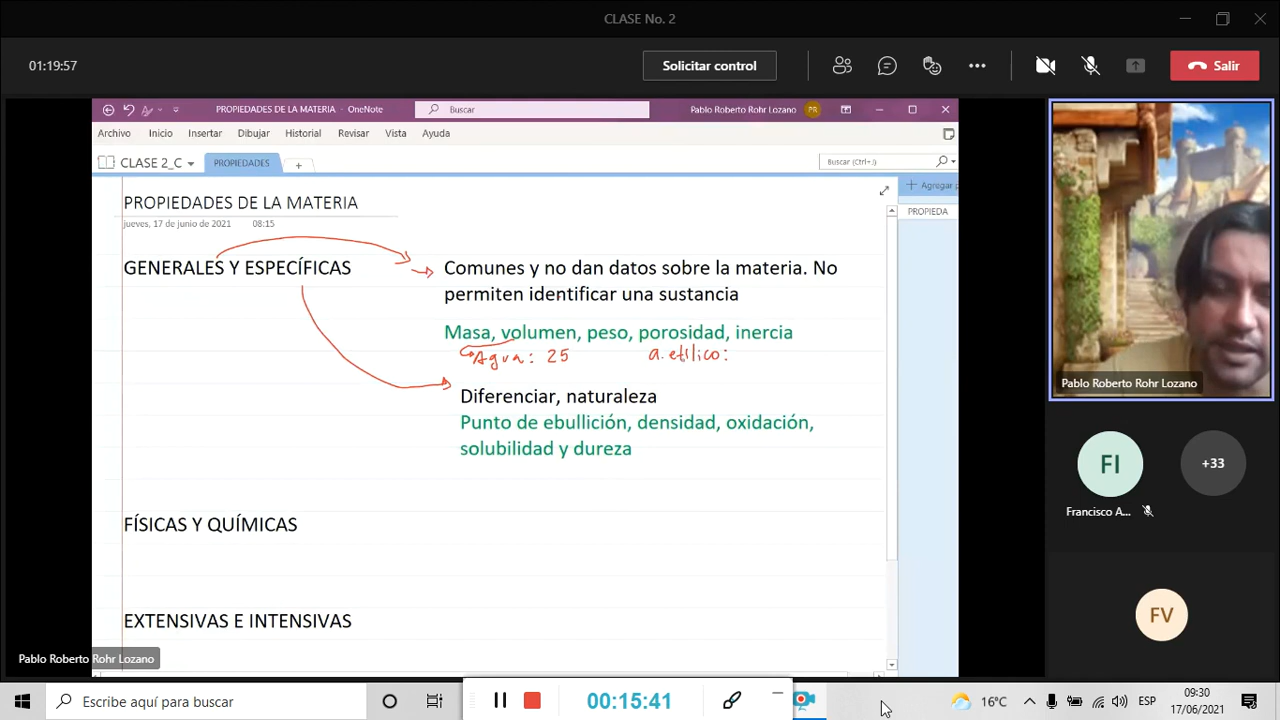 CLASE No. 2
01:19:57
Solicitar control
Salir
PROPIEDADES DE LA MATERIA - OneNote
Buscar
Pablo Roberto Rohr Lozano
PR
Archivo Inicio Insertar Dibujar Historial Revisar Vista Ayuda
CLASE 2_C
PROPIEDADES
+
Buscar (Ctrl+.)
Agregar p
PROPIEDA
PROPIEDADES DE LA MATERIA
jueves, 17 de junio de 2021 08:15
GENERALES Y ESPECÍFICAS
Comunes y no dan datos sobre la materia. No
permiten identificar una sustancia
Masa, volumen, peso, porosidad, inercia
Agua: 25 a. etílico:
Diferenciar, naturaleza
Punto de ebullición, densidad, oxidación,
solubilidad y dureza
FÍSICAS Y QUÍMICAS
EXTENSIVAS E INTENSIVAS
Pablo Roberto Rohr Lozano
Pablo Roberto Rohr Lozano
FI
Francisco A...
+33
FV
Escribe aquí para buscar
00:15:41
16°C
ESP
09:30
17/06/2021